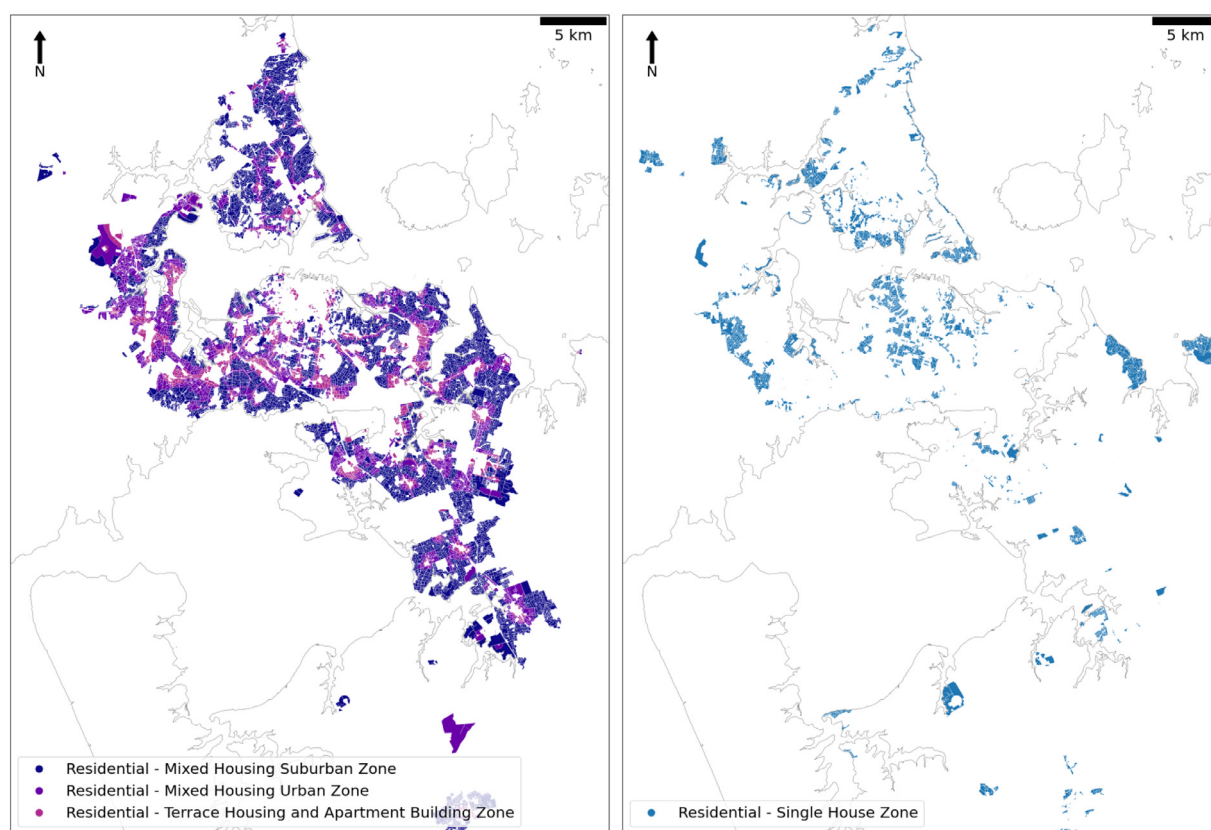 5 km
N
Residential - Mixed Housing Suburban Zone
Residential - Mixed Housing Urban Zone
Residential - Terrace Housing and Apartment Building Zone
5 km
N
Residential - Single House Zone